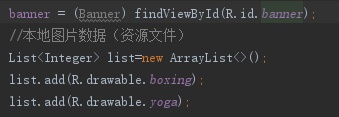 banner = (Banner) findViewById(R.id.banner);
//本地图片数据（资源文件）
List<Integer> list=new ArrayList<>();
list.add(R.drawable.boxing);
list.add(R.drawable.yoga);